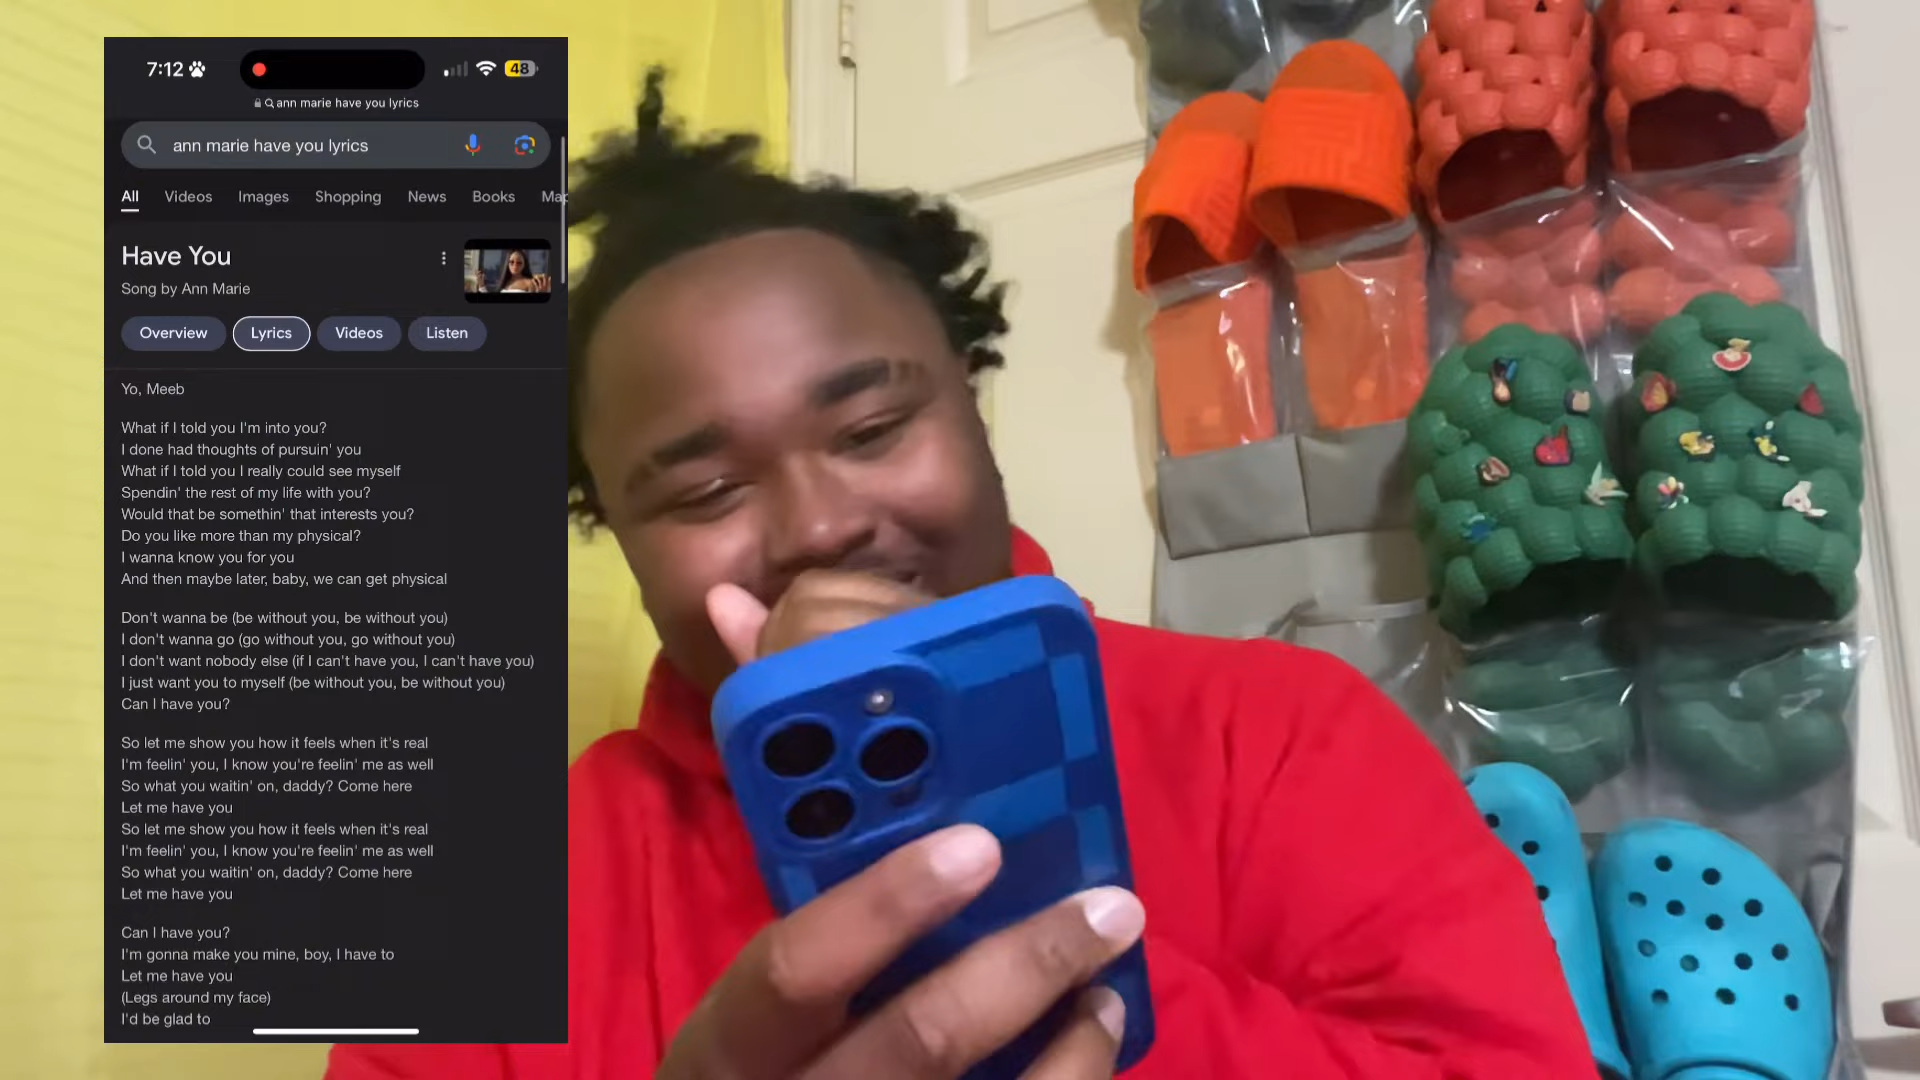 7:12
48
ann marie have you lyrics
ann marie have you lyrics
All Videos Images Shopping News Books
Have You
Song by Ann Marie
Overview Lyrics Videos Listen
Yo, Meeb
What if I told you I'm into you?
I done had thoughts of pursuin' you
What if I told you I really could see myself
Spendin' the rest of my life with you?
Would that be somethin' that interests you?
Do you like more than my physical?
I wanna know you for you
And then maybe later, baby, we can get physical
Don't wanna be (be without you, be without you)
I don't wanna go (go without you, go without you)
I don't want nobody else (if I can't have you, I can't have you)
I just want you to myself (be without you, be without you)
Can I have you?
So let me show you how it feels when it's real
I'm feelin' you, I know you're feelin' me as well
So what you waitin' on, daddy? Come here
Let me have you
So let me show you how it feels when it's real
I'm feelin' you, I know you're feelin' me as well
So what you waitin' on, daddy? Come here
Let me have you
Can I have you?
I'm gonna make you mine, boy, I have to
Let me have you
(Legs around my face)
I'd be glad to